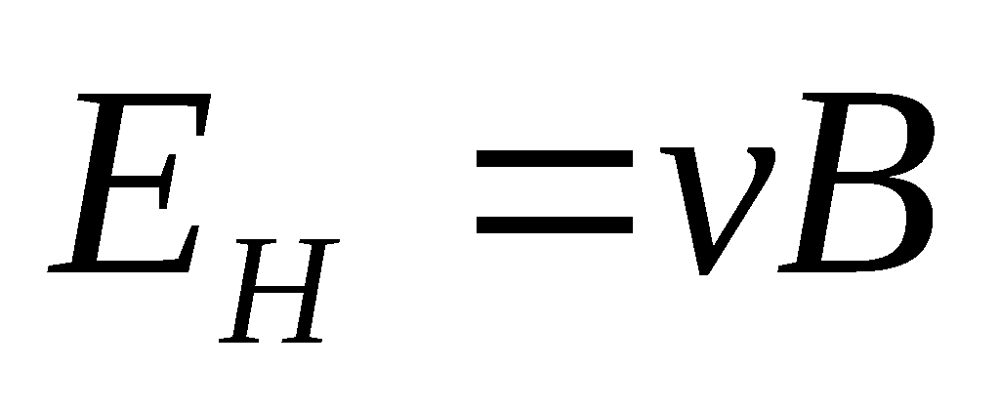 E_H = vB